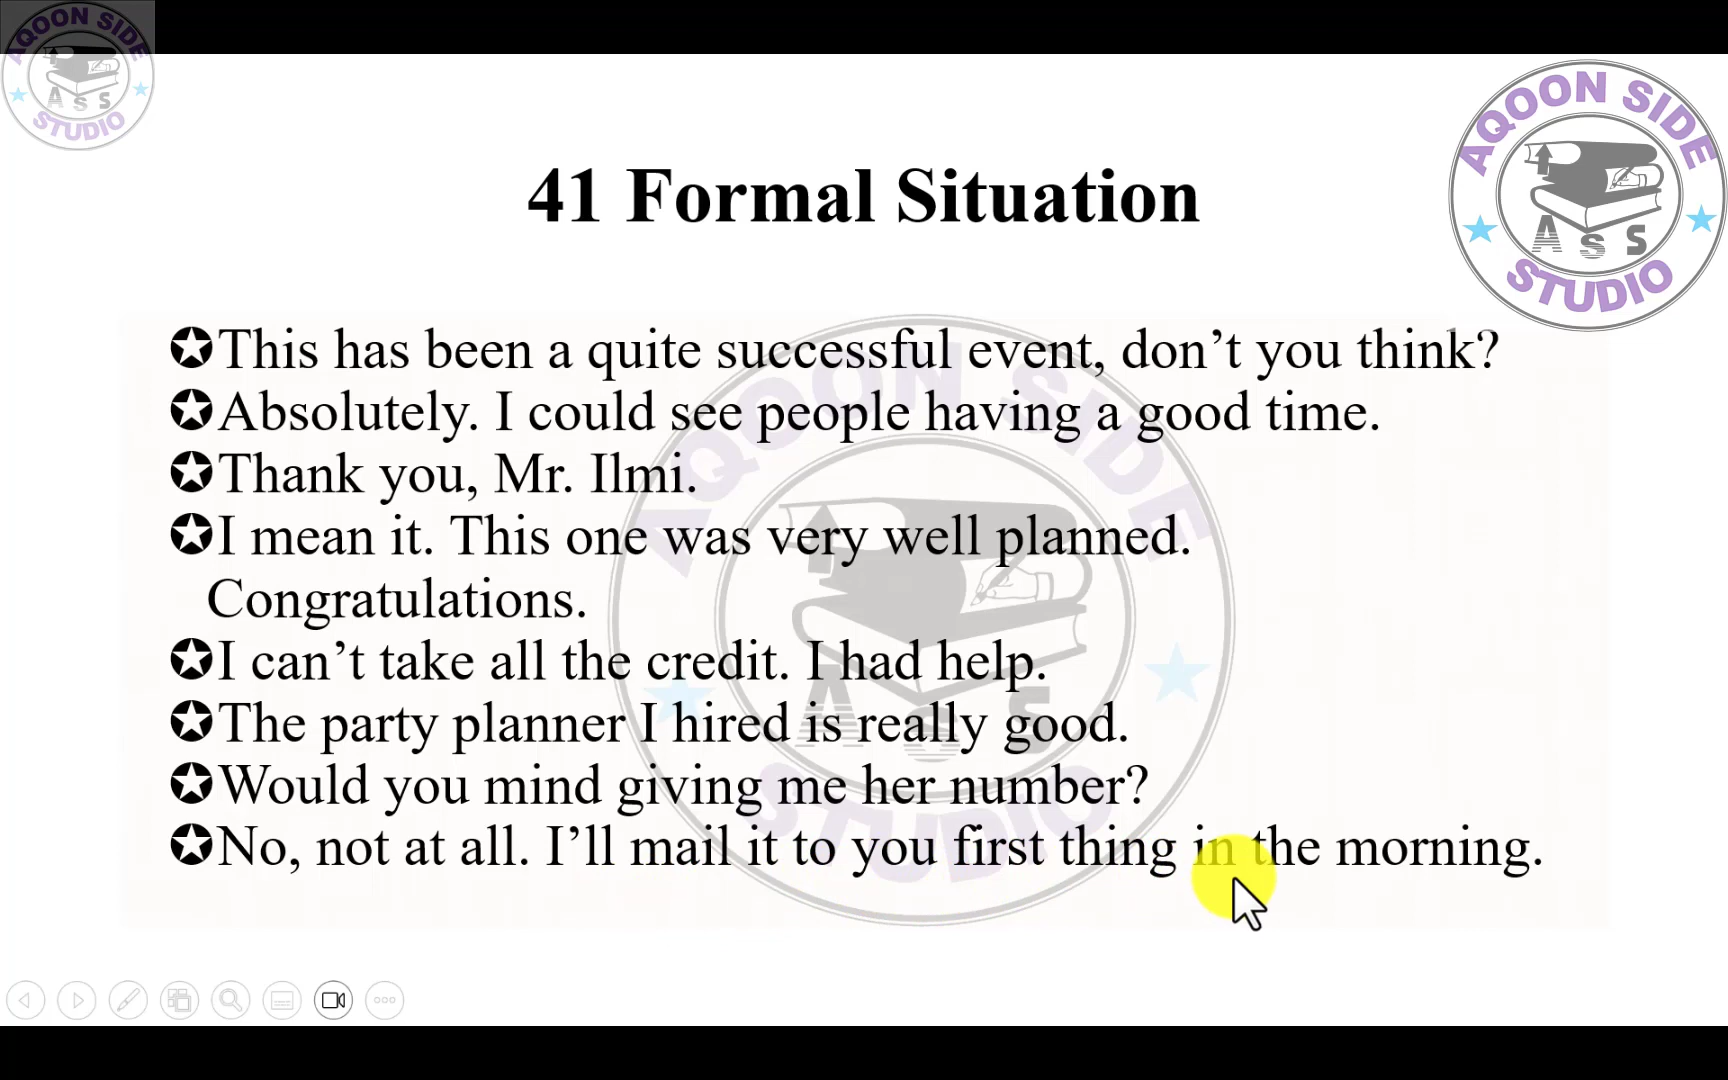 AQOON SIDE
A S S
STUDIO
AQOON SIDE
A S S
STUDIO
41 Formal Situation
✪This has been a quite successful event, don’t you think?
✪Absolutely. I could see people having a good time.
✪Thank you, Mr. Ilmi.
✪I mean it. This one was very well planned.
Congratulations.
✪I can’t take all the credit. I had help.
✪The party planner I hired is really good.
✪Would you mind giving me her number?
✪No, not at all. I’ll mail it to you first thing in the morning.
AQOON SIDE
A S S
STUDIO